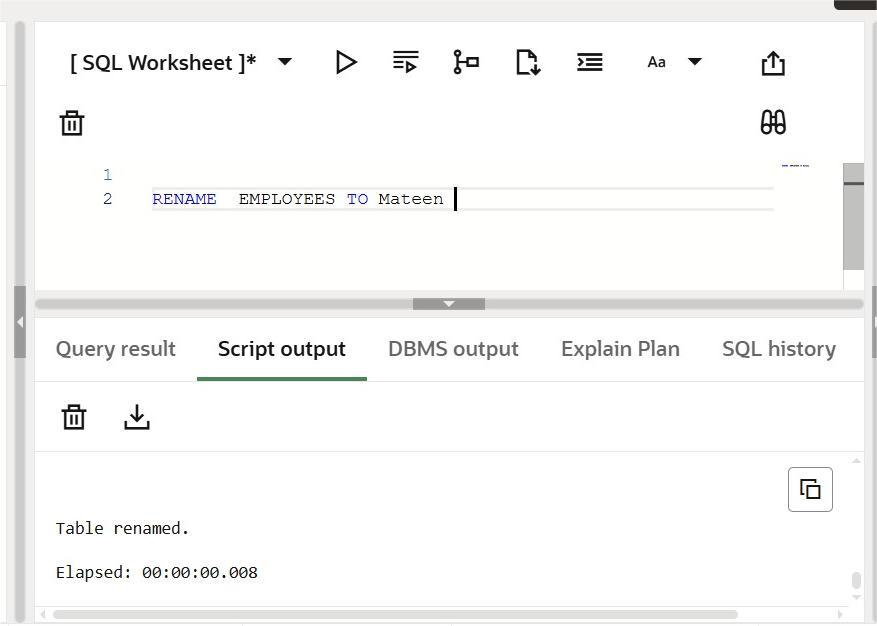 [ SQL Worksheet ]*
Aa
1
2 RENAME  EMPLOYEES TO Mateen
Query result Script output DBMS output Explain Plan SQL history
Table renamed.
Elapsed: 00:00:00.008